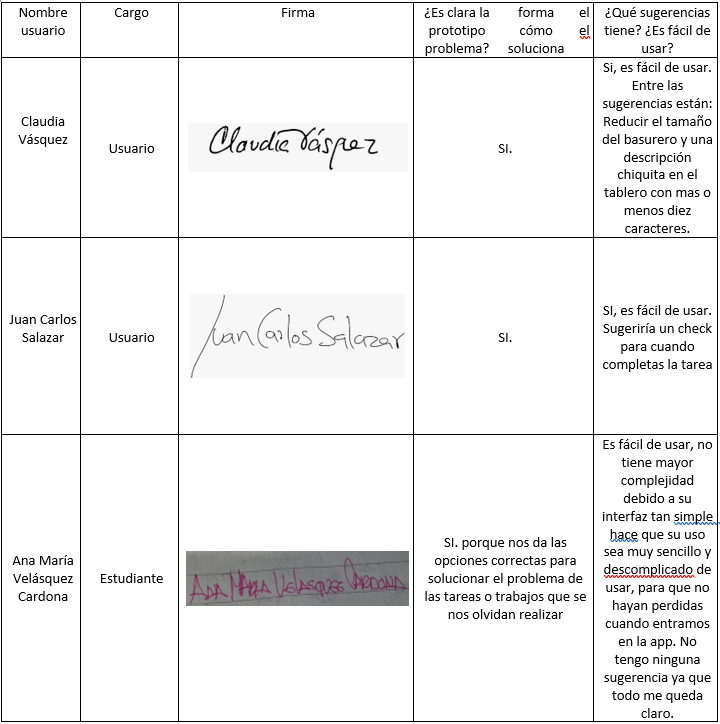 Nombre
usuario
Cargo
Firma
¿Es clara la forma el
prototipo cómo el
problema? soluciona
¿Qué sugerencias
tiene? ¿Es fácil de
usar?
Claudia
Vásquez
Usuario
Claudia Vásquez
SI.
Si, es fácil de usar.
Entre las
sugerencias están:
Reducir el tamaño
del basurero y una
descripción
chiquita en el
tablero con mas o
menos diez
caracteres.
Juan Carlos
Salazar
Usuario
Juan Carlos Salazar
SI.
SI, es fácil de usar.
Sugeriría un check
para cuando
completas la tarea
Ana María
Velásquez
Cardona
Estudiante
ANA MARIA VELASQUES CARDONA
SI. porque nos da las
opciones correctas para
solucionar el problema de
las tareas o trabajos que se
nos olvidan realizar
Es fácil de usar, no
tiene mayor
complejidad
debido a su
interfaz tan simple
hace que su uso
sea muy sencillo y
descomplicado de
usar, para que no
hayan perdidas
cuando entramos
en la app. No
tengo ninguna
sugerencia ya que
todo me queda
claro.